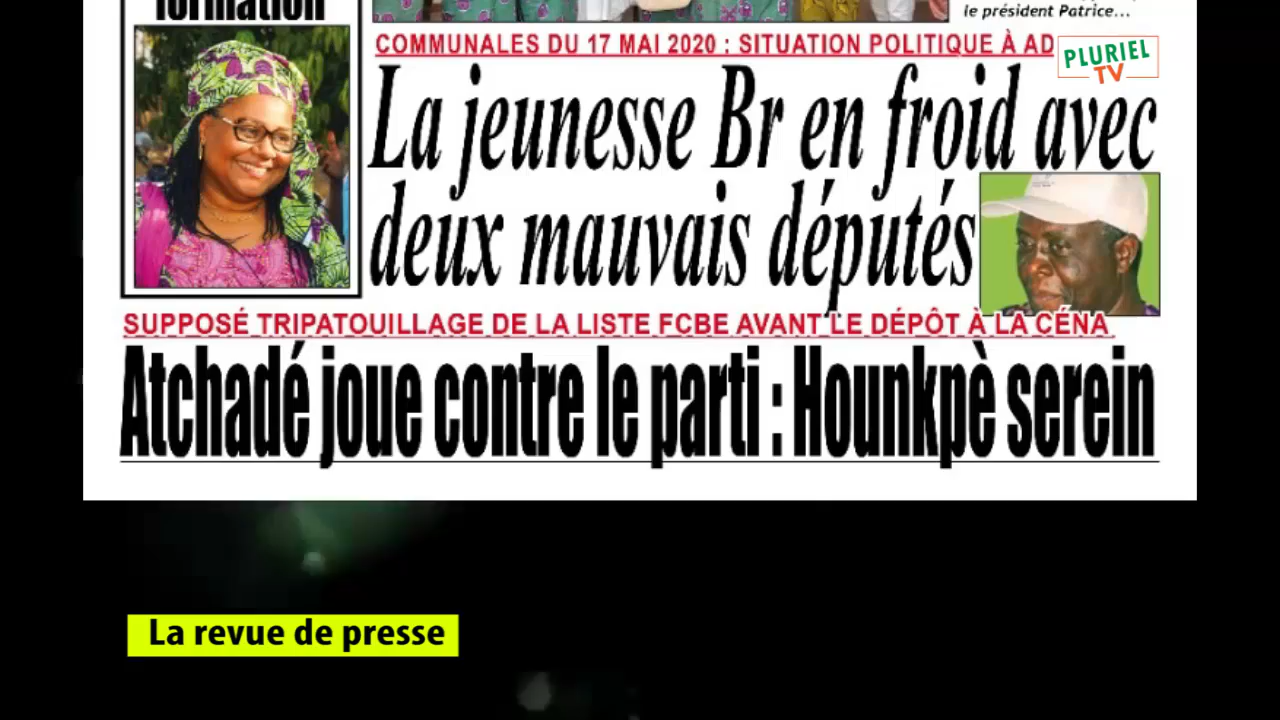 formation
le président Patrice...
COMMUNALES DU 17 MAI 2020 : SITUATION POLITIQUE À AD
PLURIEL
TV
La jeunesse Br en froid avec
deux mauvais députés
SUPPOSÉ TRIPATOUILLAGE DE LA LISTE FCBE AVANT LE DÉPÔT À LA CÉNA
Atchadé joue contre le parti : Hounkpè serein
La revue de presse